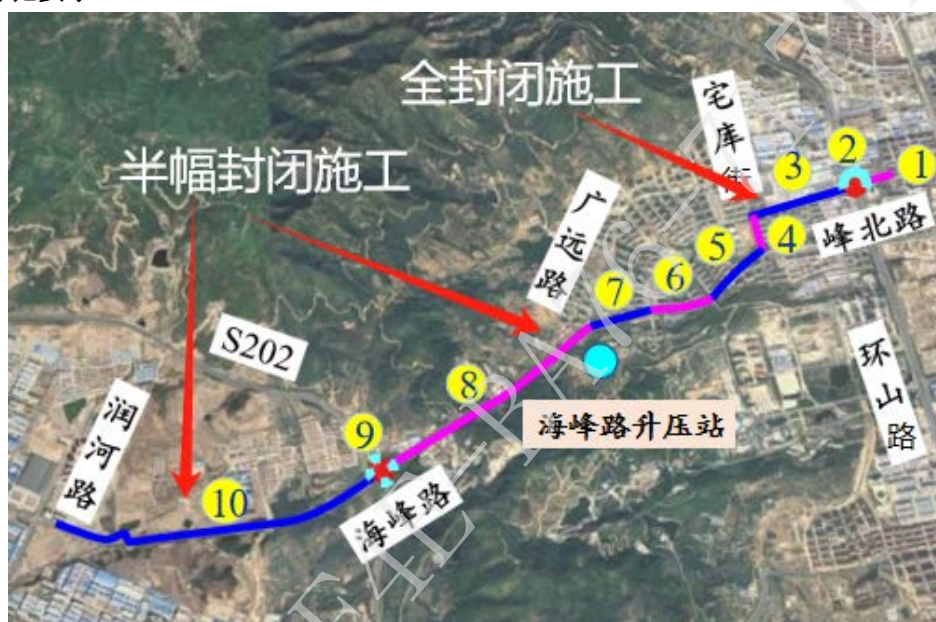 全封闭施工
半幅封闭施工
宅库街
广远路
峰北路
环山路
S202
润河路
海峰路
海峰路升压站
1
2
3
4
5
6
7
8
9
10